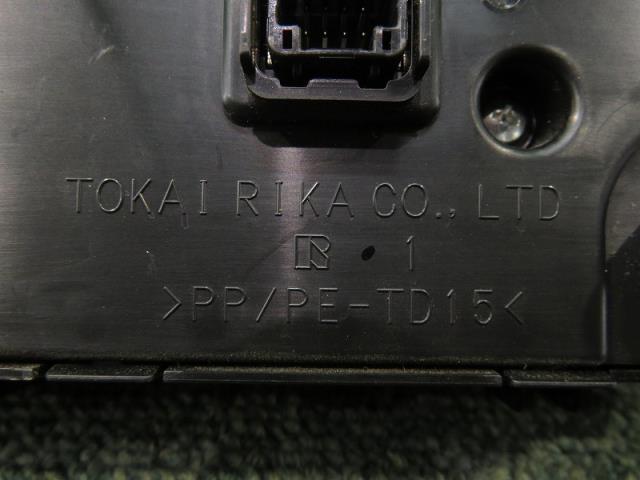 TOKAI RIKA CO., LTD
R 1
>PP/PE-TD15<